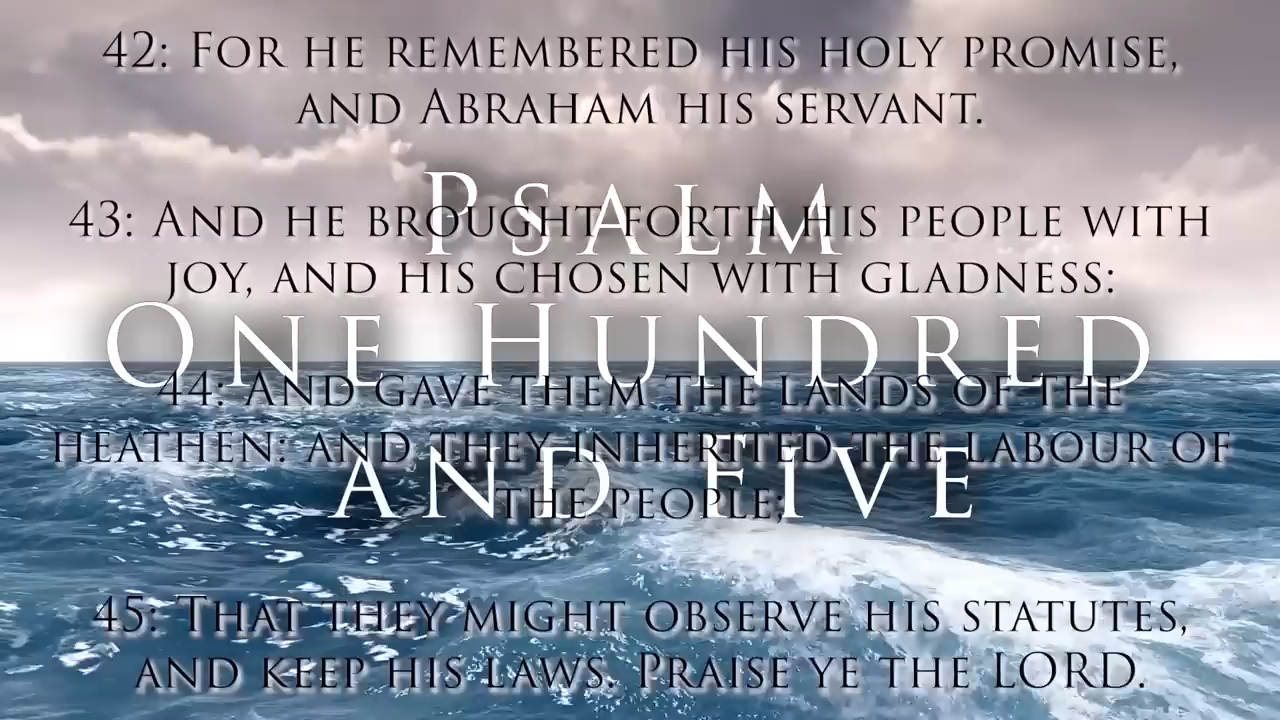 42: For he remembered his holy promise,
and Abraham his servant.
Psalm
43: And he brought forth his people with
joy, and his chosen with gladness:
One Hundred
44: And gave them the lands of the
heathen: and they inherited the labour of
and Five
the people;
45: That they might observe his statutes,
and keep his laws. Praise ye the LORD.